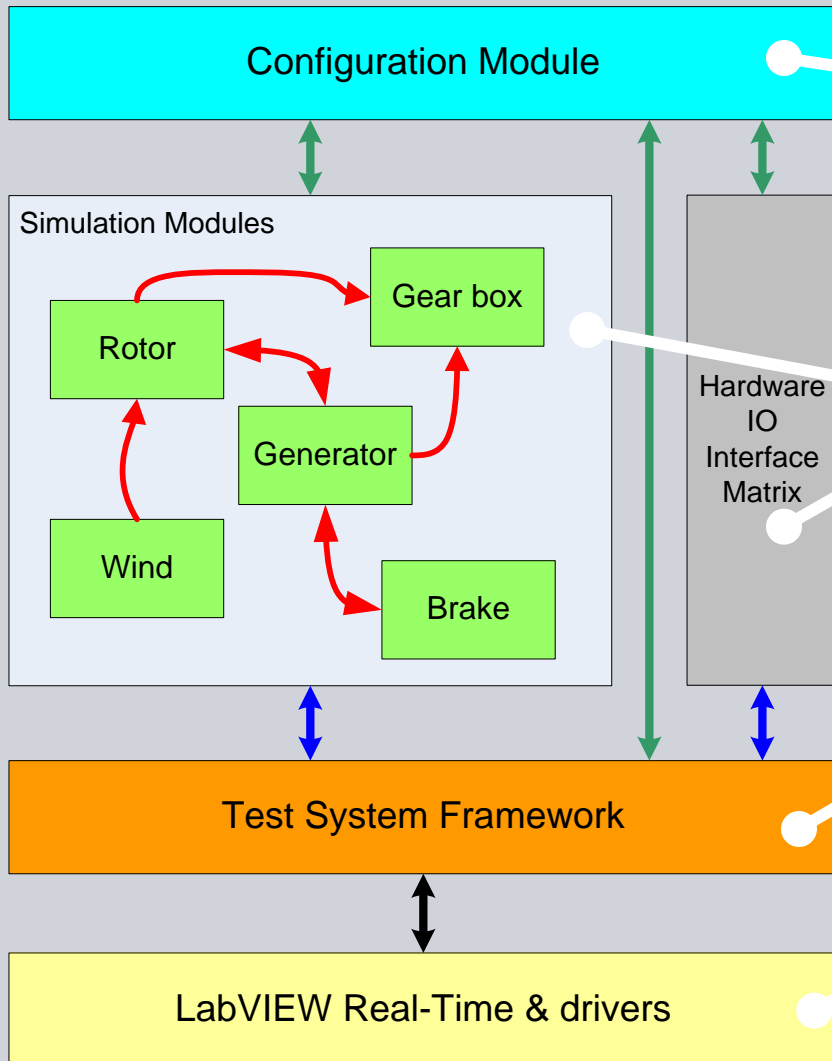 Configuration Module
Simulation Modules
Gear box
Rotor
Generator
Wind
Brake
Hardware
IO
Interface
Matrix
Test System Framework
LabVIEW Real-Time & drivers